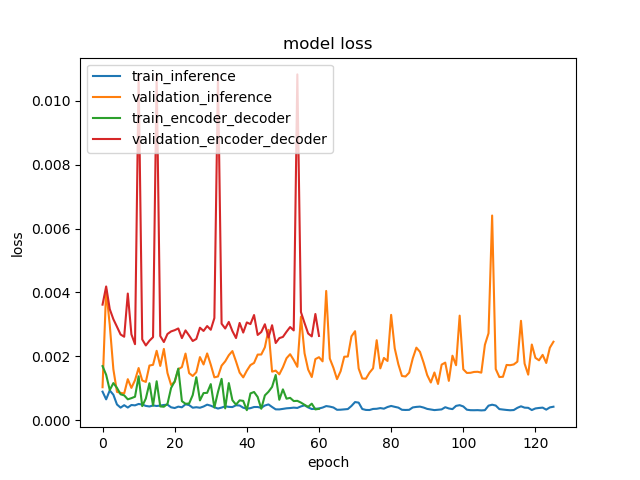 model loss
train_inference
validation_inference
train_encoder_decoder
validation_encoder_decoder
0.010
0.008
0.006
0.004
0.002
0.000
loss
0 20 40 60 80 100 120
epoch